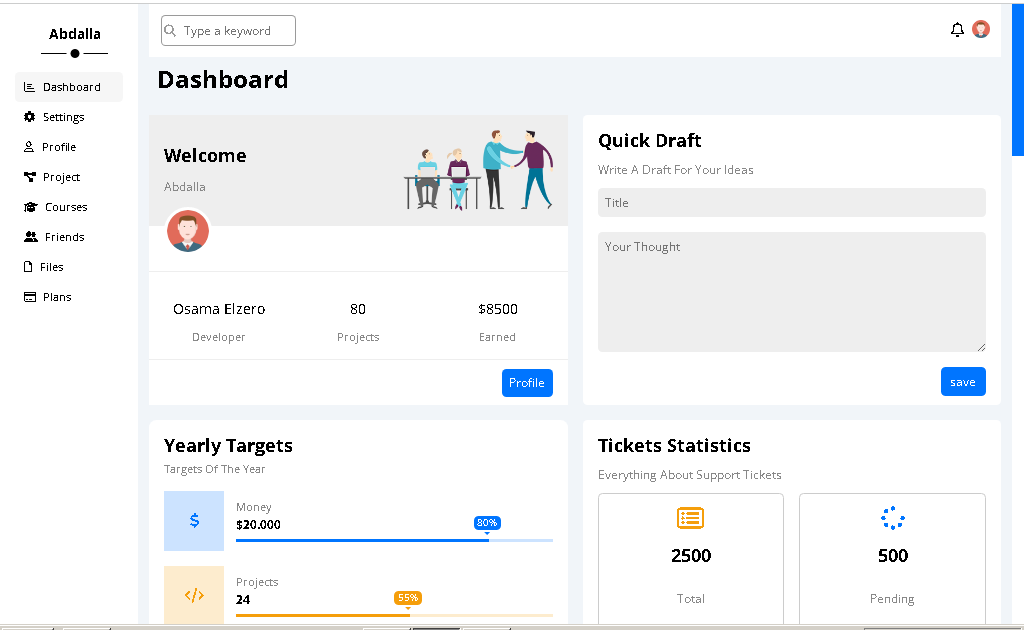 Abdalla
Dashboard
Settings
Profile
Project
Courses
Friends
Files
Plans
Type a keyword
Dashboard
Welcome
Abdalla
Osama Elzero
Developer
80
Projects
$8500
Earned
Profile
Quick Draft
Write A Draft For Your Ideas
Title
Your Thought
save
Yearly Targets
Targets Of The Year
$
Money
$20.000
80%
</>
Projects
24
55%
Tickets Statistics
Everything About Support Tickets
2500
Total
500
Pending